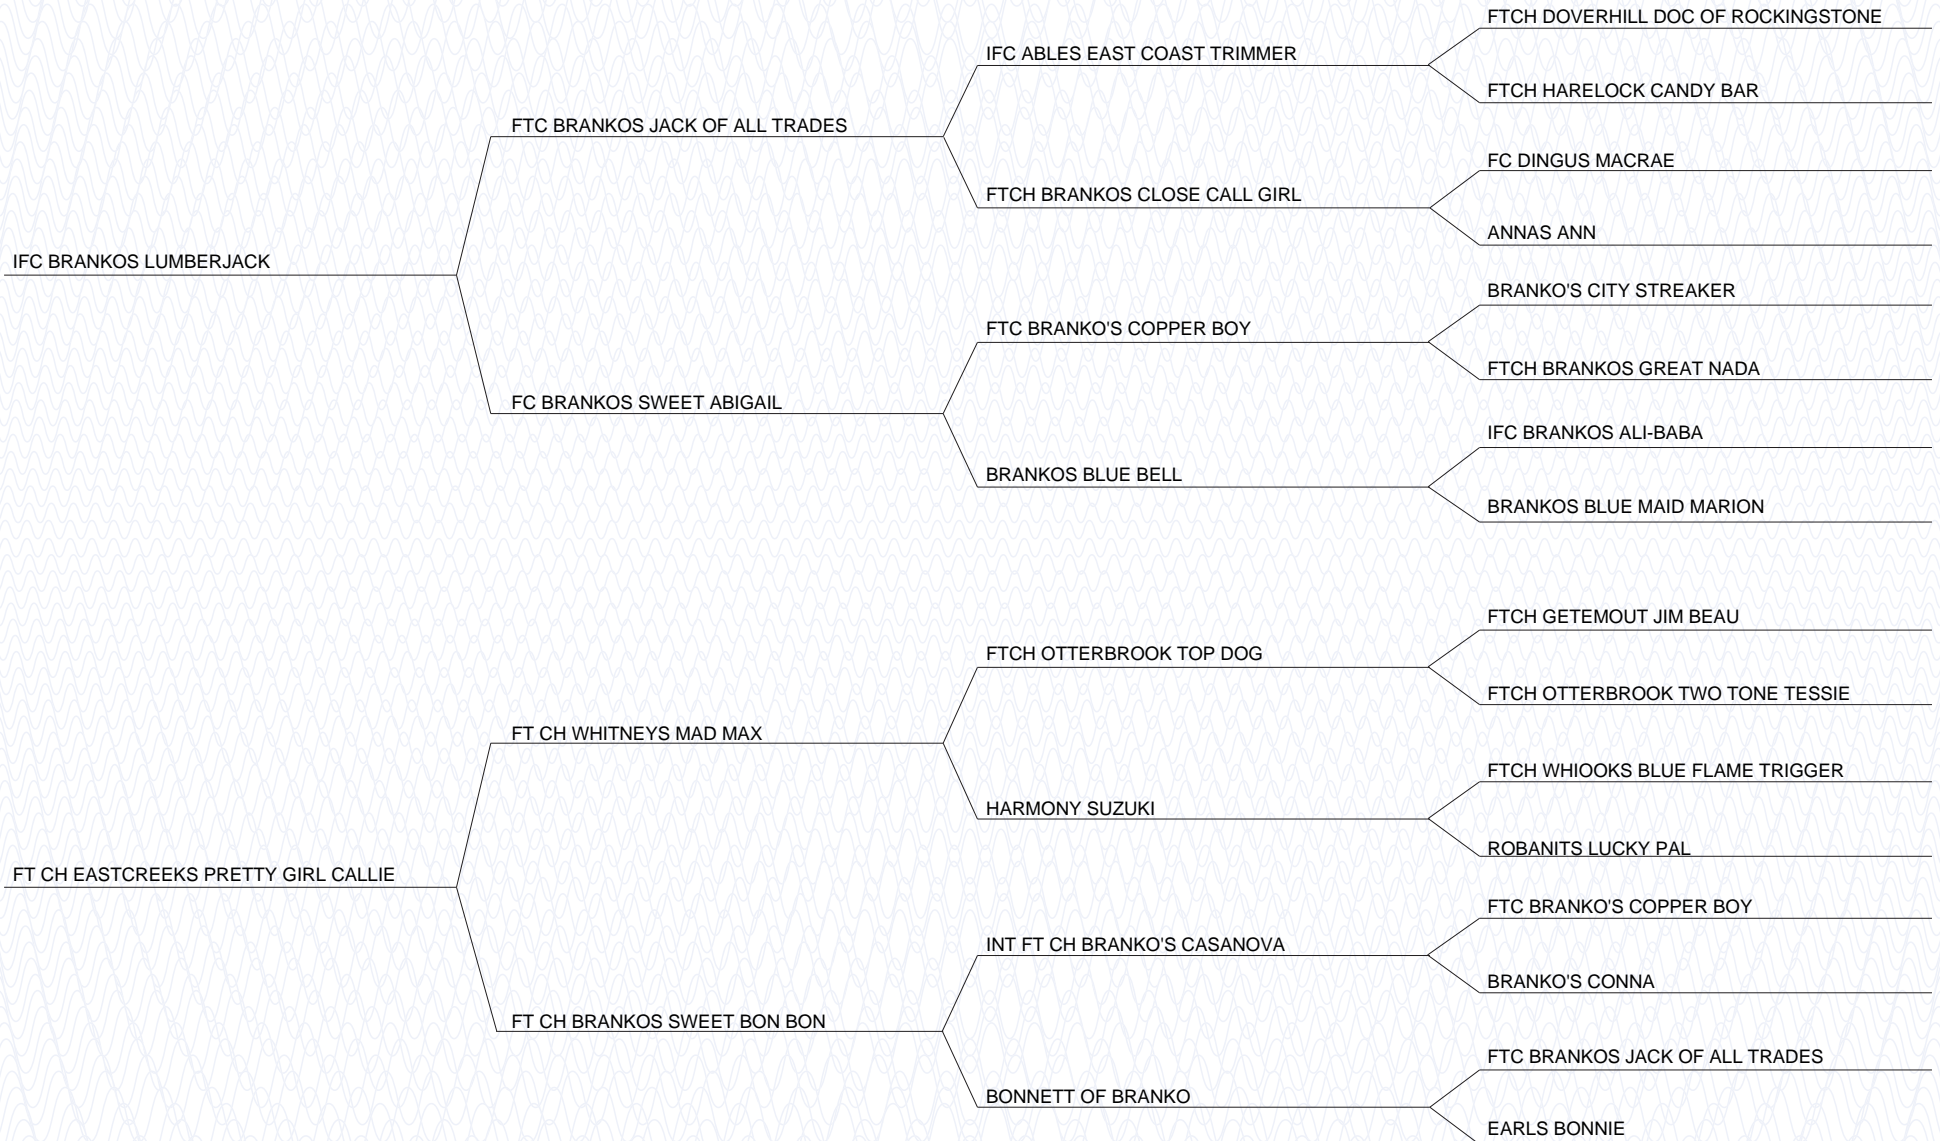 FTCH DOVERHILL DOC OF ROCKINGSTONE
IFC ABLES EAST COAST TRIMMER
FTCH HARELOCK CANDY BAR
FTC BRANKOS JACK OF ALL TRADES
FC DINGUS MACRAE
FTCH BRANKOS CLOSE CALL GIRL
ANNAS ANN
IFC BRANKOS LUMBERJACK
BRANKO'S CITY STREAKER
FTC BRANKO'S COPPER BOY
FTCH BRANKOS GREAT NADA
FC BRANKOS SWEET ABIGAIL
IFC BRANKOS ALI-BABA
BRANKOS BLUE BELL
BRANKOS BLUE MAID MARION
FTCH GETEMOUT JIM BEAU
FTCH OTTERBROOK TOP DOG
FTCH OTTERBROOK TWO TONE TESSIE
FT CH WHITNEYS MAD MAX
FTCH WHIOOKS BLUE FLAME TRIGGER
HARMONY SUZUKI
ROBANITS LUCKY PAL
FT CH EASTCREEKS PRETTY GIRL CALLIE
FTC BRANKO'S COPPER BOY
INT FT CH BRANKO'S CASANOVA
BRANKO'S CONNA
FT CH BRANKOS SWEET BON BON
FTC BRANKOS JACK OF ALL TRADES
BONNETT OF BRANKO
EARLS BONNIE